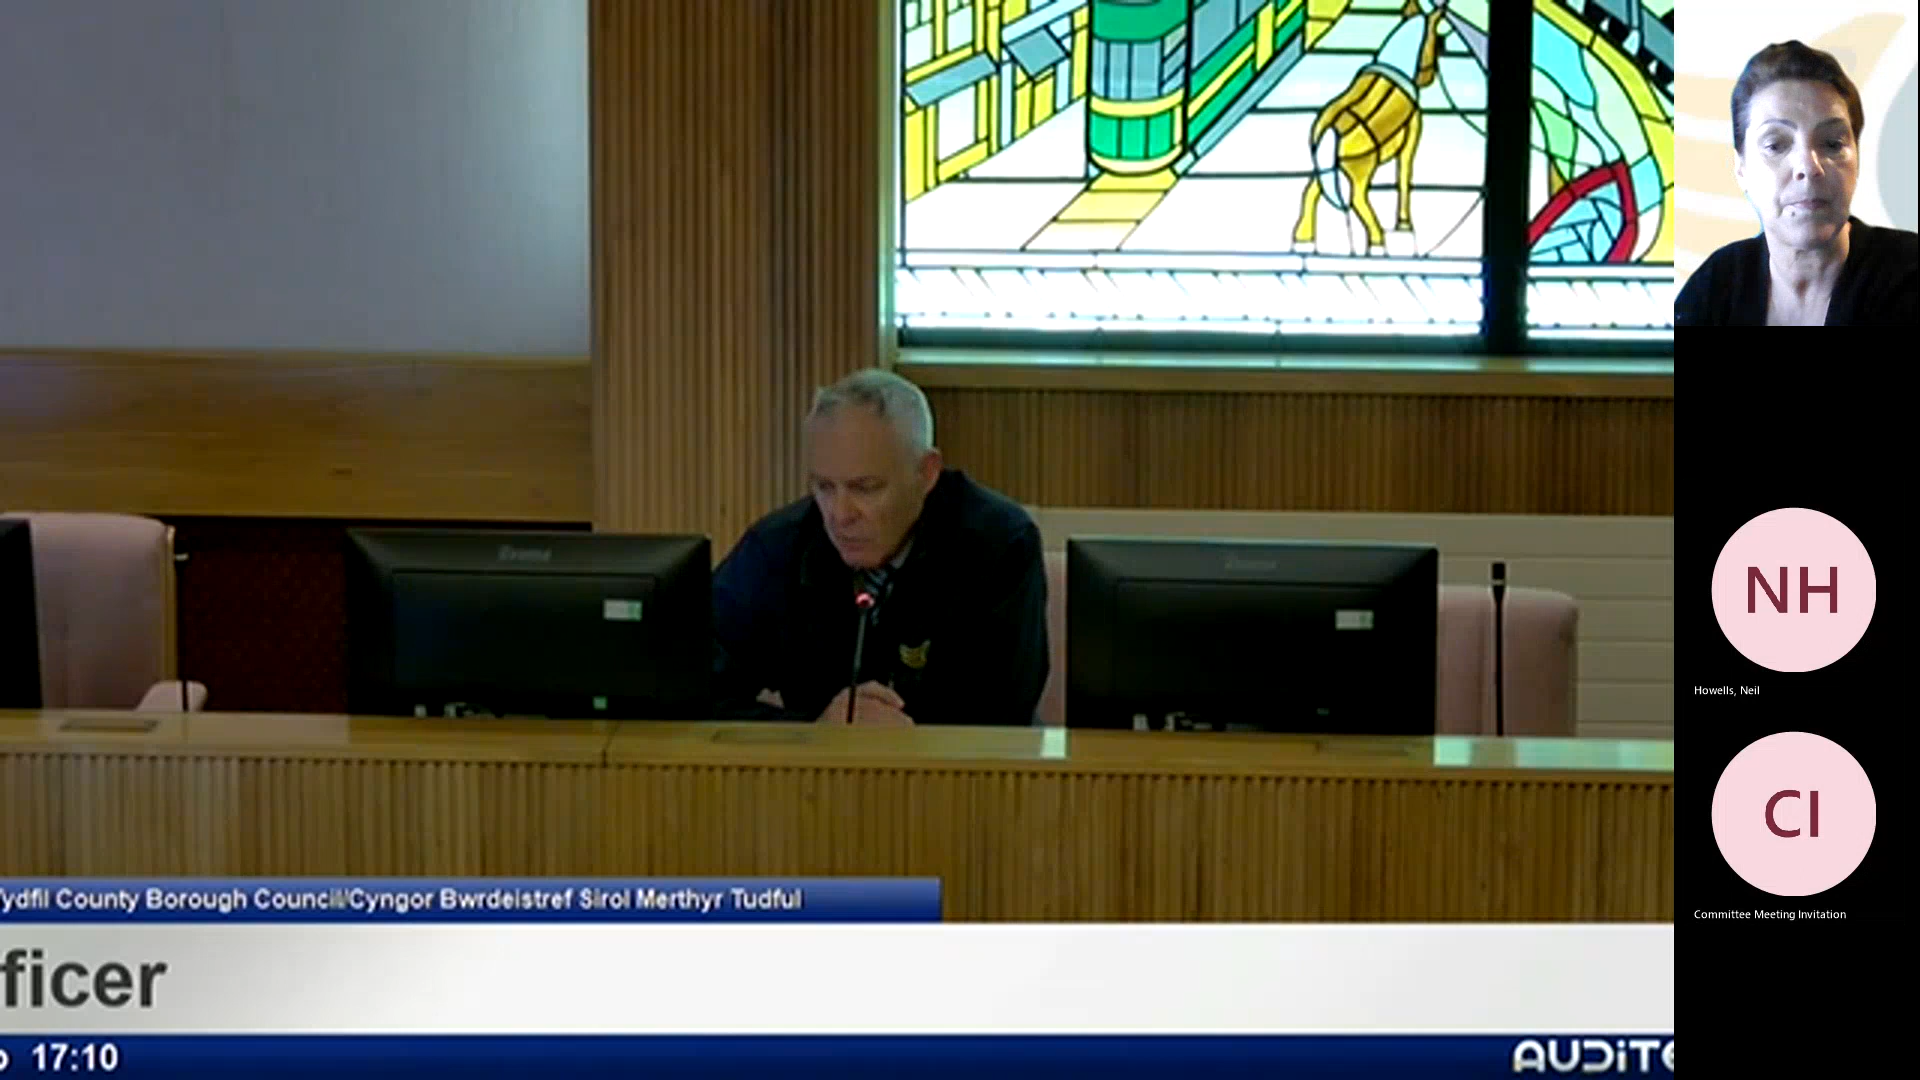 NH
Howells, Neil
CI
Committee Meeting Invitation
ydfil County Borough Council/Cyngor Bwrdeistref Sirol Merthyr Tudful
ficer
17:10
AUDiTE